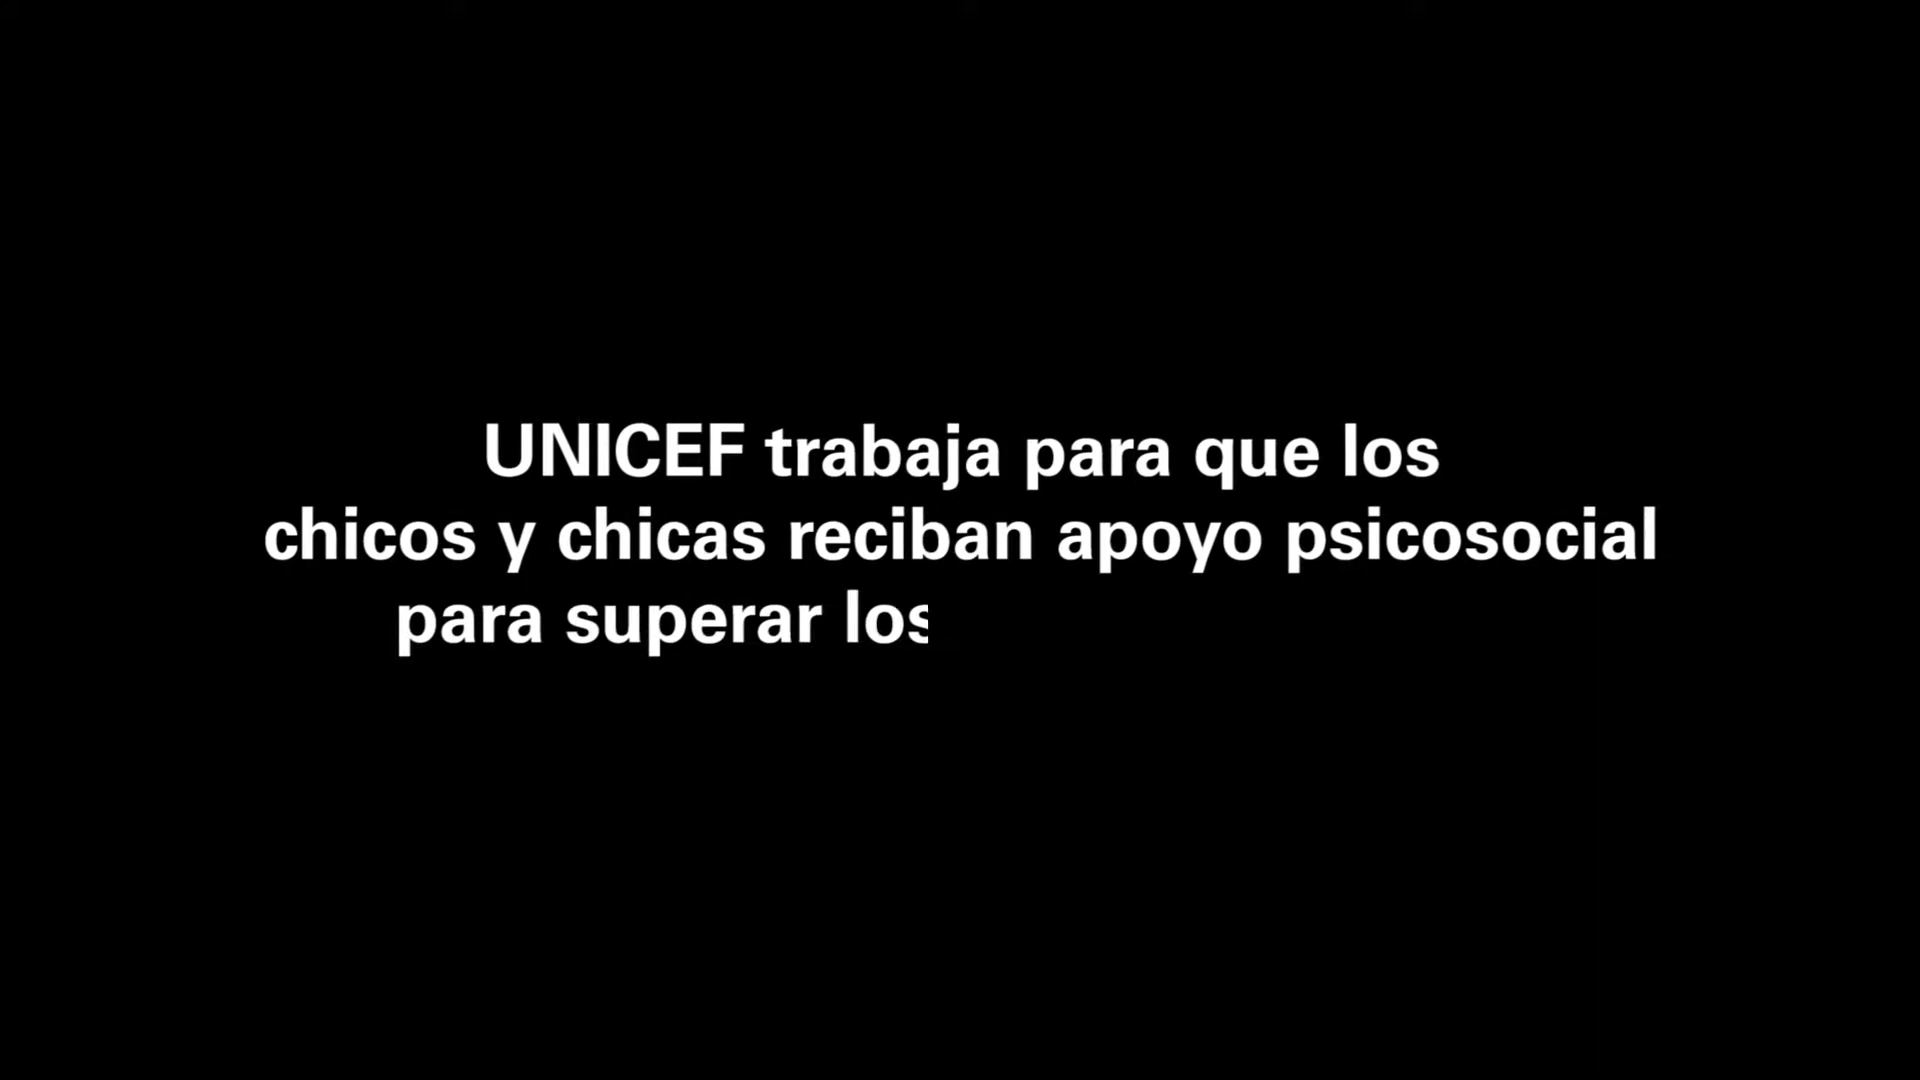 UNICEF trabaja para que los
chicos y chicas reciban apoyo psicosocial
para superar los